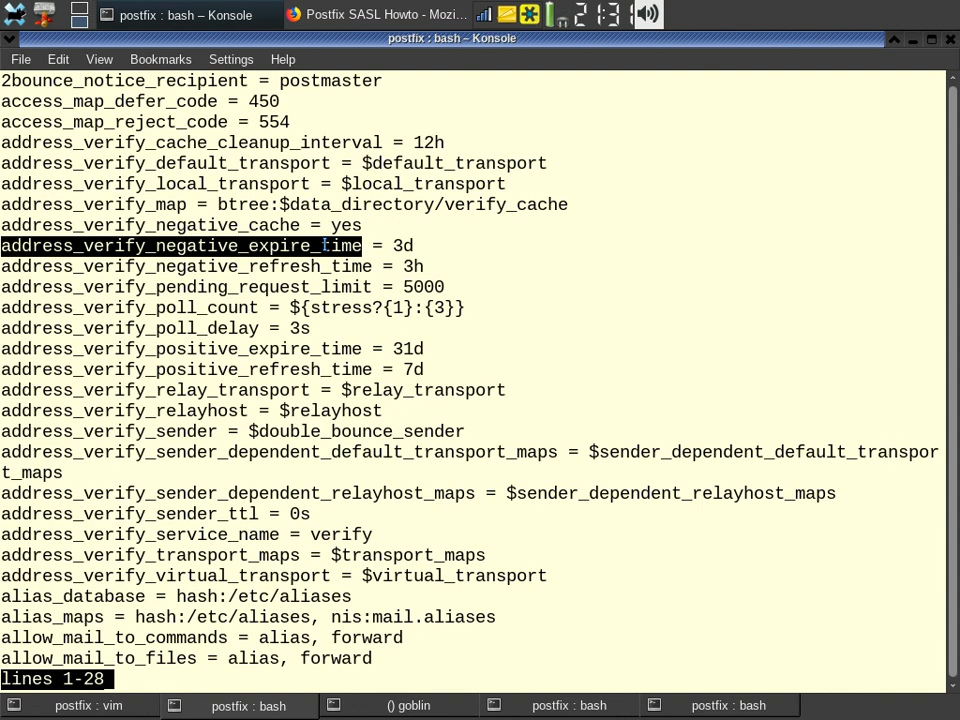 postfix : bash – Konsole
Postfix SASL Howto - Mozi...
postfix : bash – Konsole
File Edit View Bookmarks Settings Help
2bounce_notice_recipient = postmaster
access_map_defer_code = 450
access_map_reject_code = 554
address_verify_cache_cleanup_interval = 12h
address_verify_default_transport = $default_transport
address_verify_local_transport = $local_transport
address_verify_map = btree:$data_directory/verify_cache
address_verify_negative_cache = yes
address_verify_negative_expire_time = 3d
address_verify_negative_refresh_time = 3h
address_verify_pending_request_limit = 5000
address_verify_poll_count = ${stress?{1}:{3}}
address_verify_poll_delay = 3s
address_verify_positive_expire_time = 31d
address_verify_positive_refresh_time = 7d
address_verify_relay_transport = $relay_transport
address_verify_relayhost = $relayhost
address_verify_sender = $double_bounce_sender
address_verify_sender_dependent_default_transport_maps = $sender_dependent_default_transpor
t_maps
address_verify_sender_dependent_relayhost_maps = $sender_dependent_relayhost_maps
address_verify_sender_ttl = 0s
address_verify_service_name = verify
address_verify_transport_maps = $transport_maps
address_verify_virtual_transport = $virtual_transport
alias_database = hash:/etc/aliases
alias_maps = hash:/etc/aliases, nis:mail.aliases
allow_mail_to_commands = alias, forward
allow_mail_to_files = alias, forward
lines 1-28
postfix : vim
postfix : bash
() goblin
postfix : bash
postfix : bash